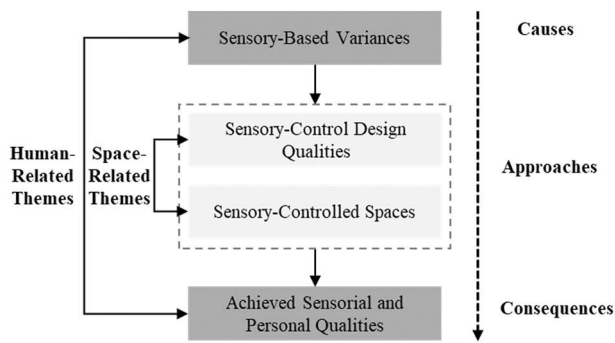 Sensory-Based Variances
Causes
Sensory-Control Design
Qualities
Human-
Related
Themes
Space-
Related
Themes
Approaches
Sensory-Controlled Spaces
Achieved Sensorial and
Personal Qualities
Consequences